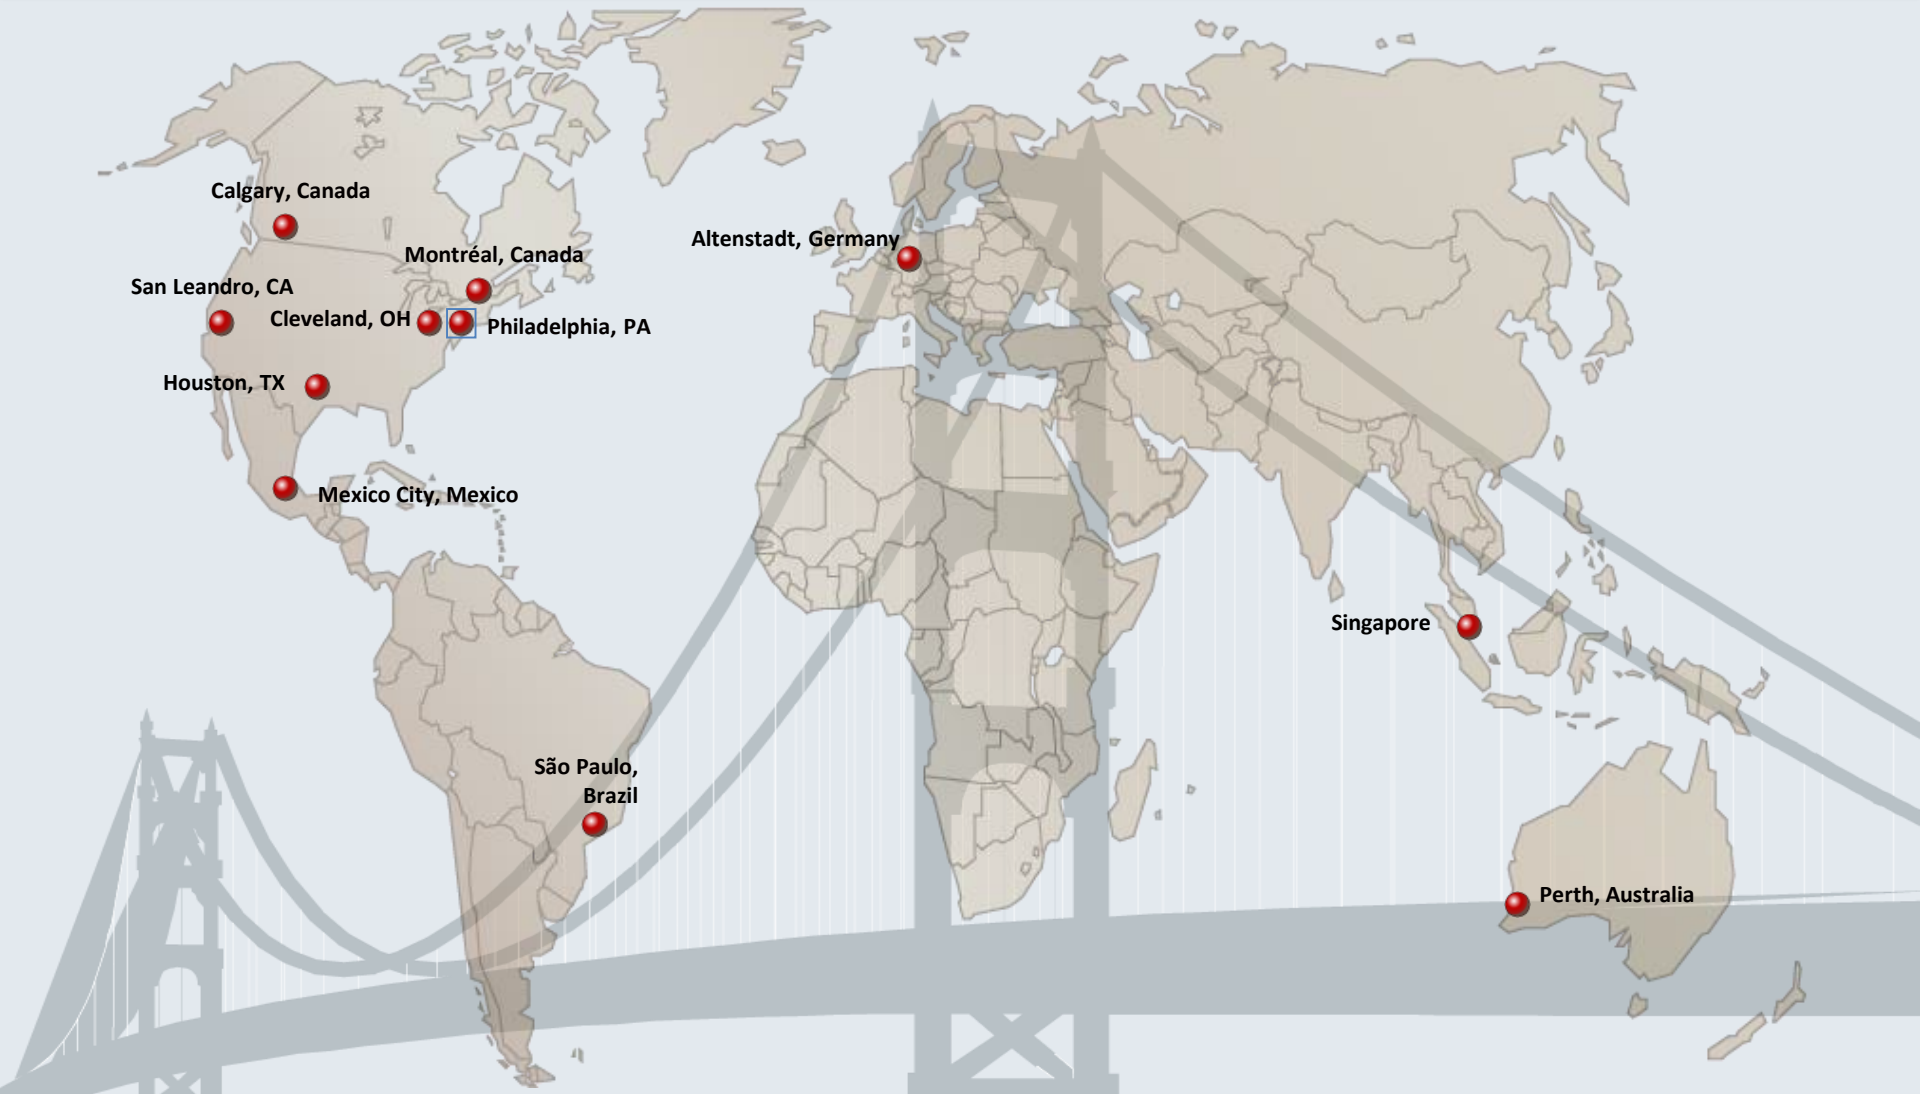 Calgary, Canada
Altenstadt, Germany
Montréal, Canada
San Leandro, CA
Cleveland, OH
Philadelphia, PA
Houston, TX
Mexico City, Mexico
Singapore
São Paulo,
Brazil
Perth, Australia